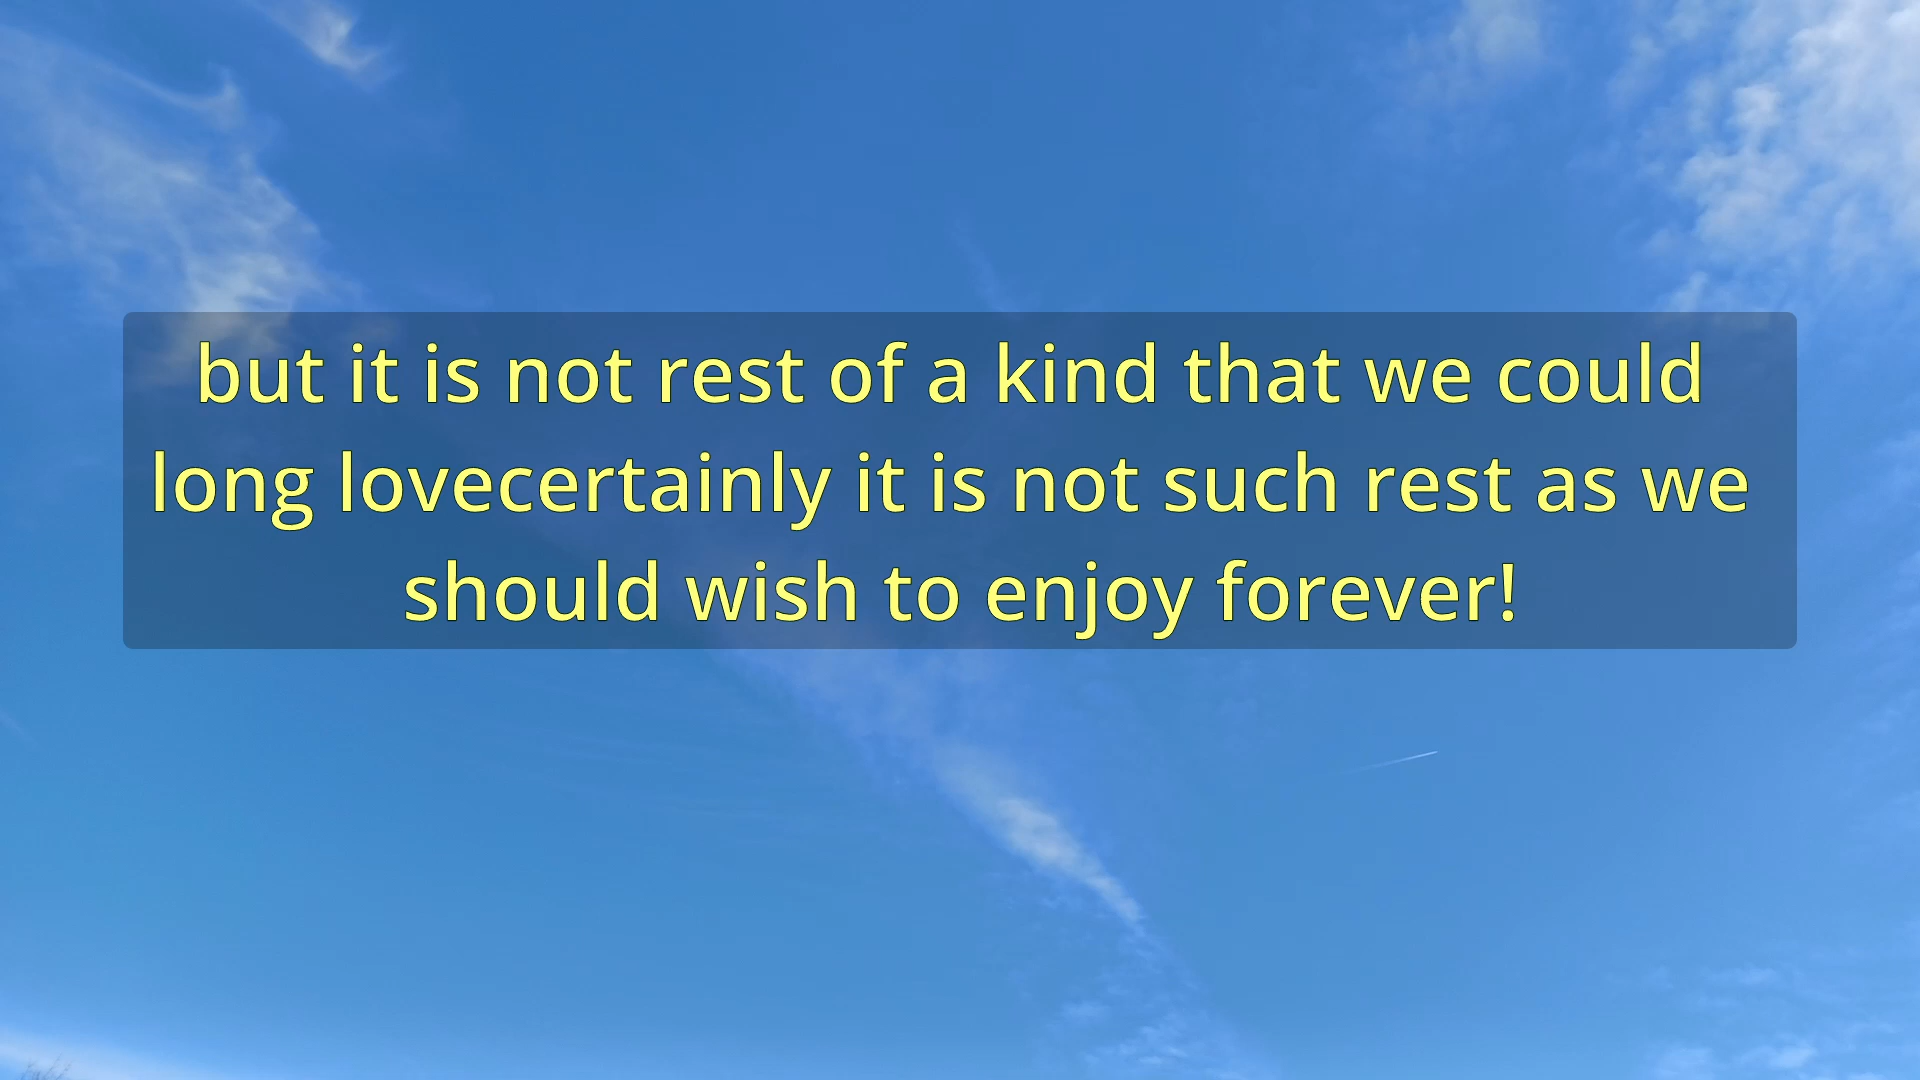 but it is not rest of a kind that we could
long lovecertainly it is not such rest as we
should wish to enjoy forever!